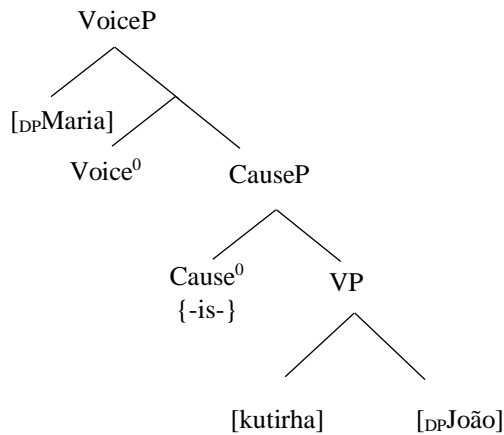 VoiceP
[DPMaria]
Voice0
CauseP
Cause0
VP
{-is-}
[kutirha]
[DPJoão]